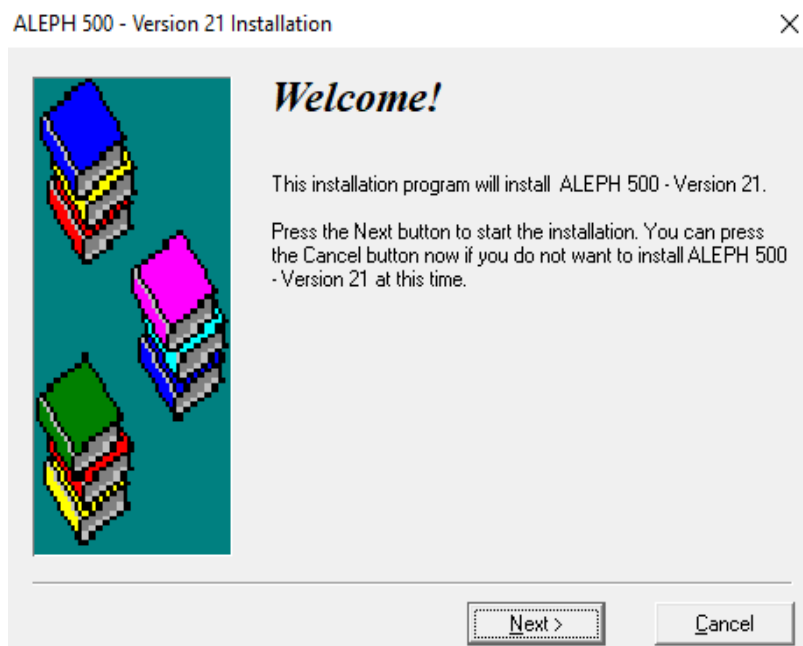 ALEPH 500 - Version 21 Installation
Welcome!
This installation program will install  ALEPH 500 - Version 21.
Press the Next button to start the installation. You can press
the Cancel button now if you do not want to install ALEPH 500
- Version 21 at this time.
Next >
Cancel